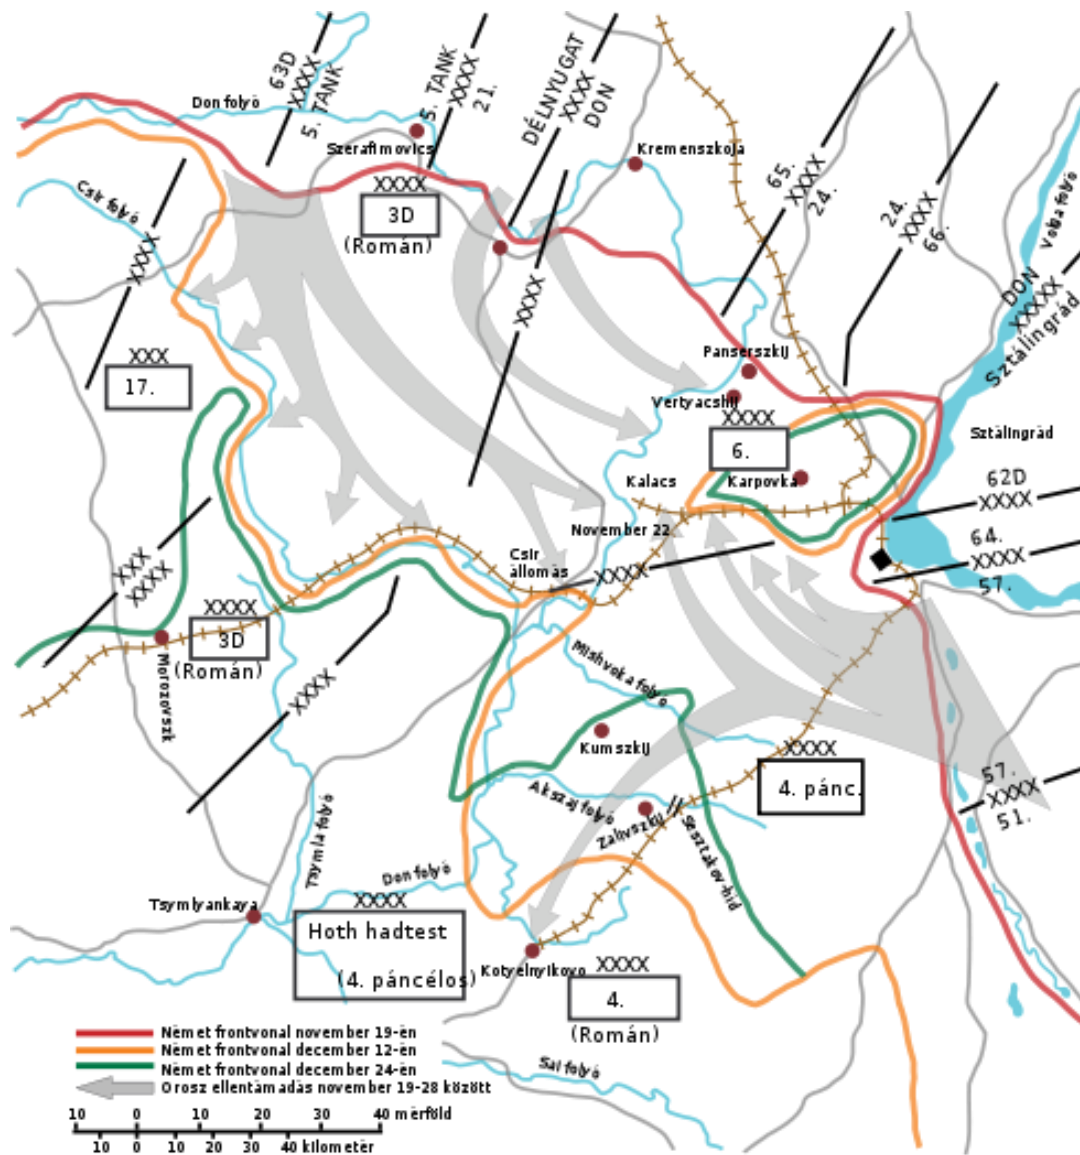 63D
XXXX
5. TANK
5. TANK
XXXX
21.
DÉLNYUGAT
XXXX
DON
Don folyó
Szerafimovics
Kremenszkoja
65.
XXXX
24.
24.
XXXX
66.
Volga folyó
Csir folyó
XXXX
3D
(Román)
XXXX
XXXX
DON
XXXXX
Sztálingrád
XXX
17.
Panserszkij
Vertyacshij
XXXX
6.
Sztálingrád
Kalacs
Karpovka
62D
XXXX
November 22
64.
XXXX
57.
Csir
állomás
XXXX
XXX
XXXX
XXXX
3D
(Román)
Morozovszk
XXXX
Mishvoka folyó
Kumszkij
XXXX
4. pánc.
57.
XXXX
51.
Akszaj folyó
Zalivszkij
Sesztakov-híd
Tsymla folyó
Don folyó
Tsymlyankaya
XXXX
Hoth hadtest
(4. páncélos)
Kotyelnyikovo
XXXX
4.
(Román)
Sal folyó
Német frontvonal november 19-én
Német frontvonal december 12-én
Német frontvonal december 24-én
Orosz ellentámadás november 19-28 között
10 0 10 20 30 40 mérföld
10 0 10 20 30 40 kilométer